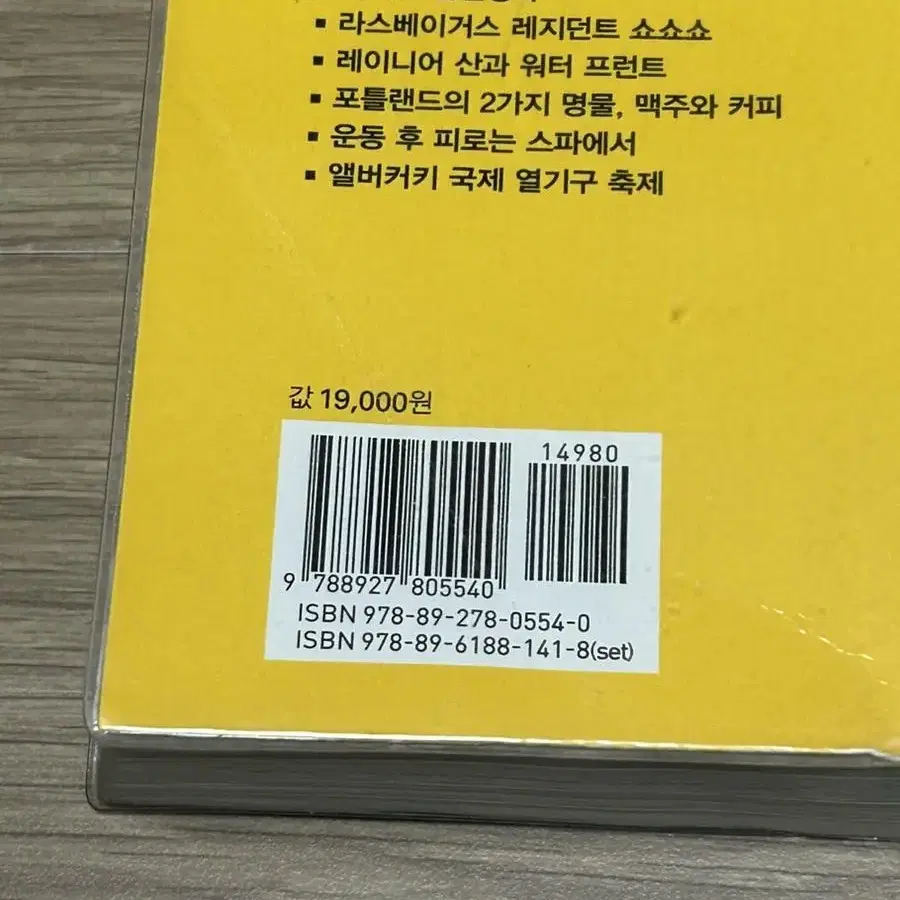 ▪ 라스베이거스 레지던트 쇼쇼쇼
▪ 레이니어 산과 워터 프런트
▪ 포틀랜드의 2가지 명물, 맥주와 커피
▪ 운동 후 피로는 스파에서
▪ 앨버커키 국제 열기구 축제
값 19,000원
14980
9 788927 805540
ISBN 978-89-278-0554-0
ISBN 978-89-6188-141-8(set)